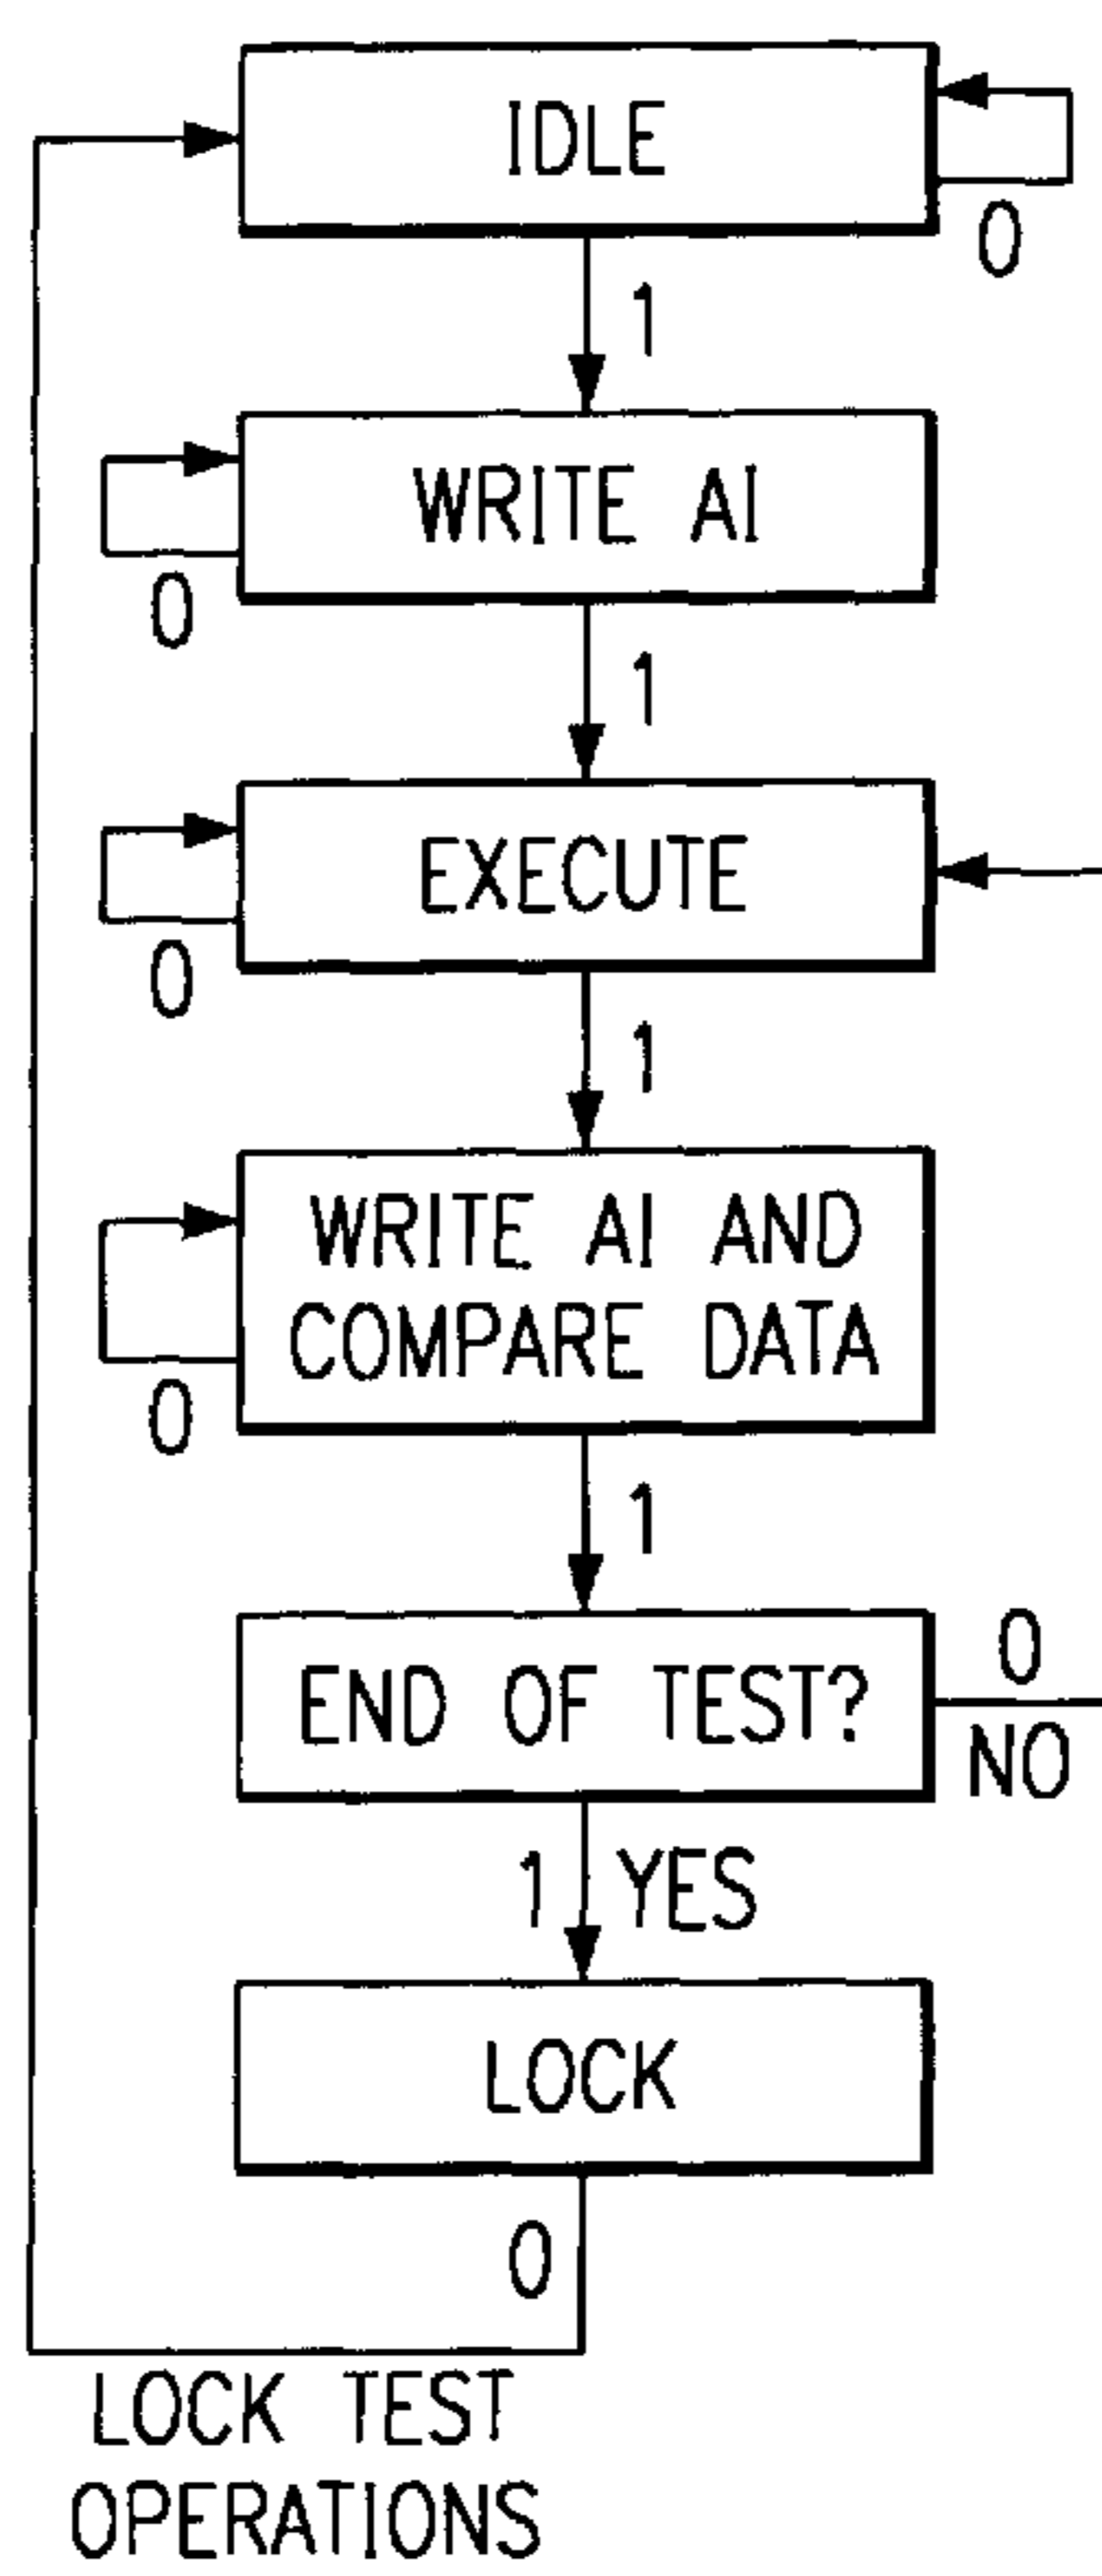 IDLE
0
1
WRITE AI
0
1
EXECUTE
0
1
WRITE AI AND
COMPARE DATA
0
1
END OF TEST?
0
NO
1 YES
LOCK
0
LOCK TEST
OPERATIONS